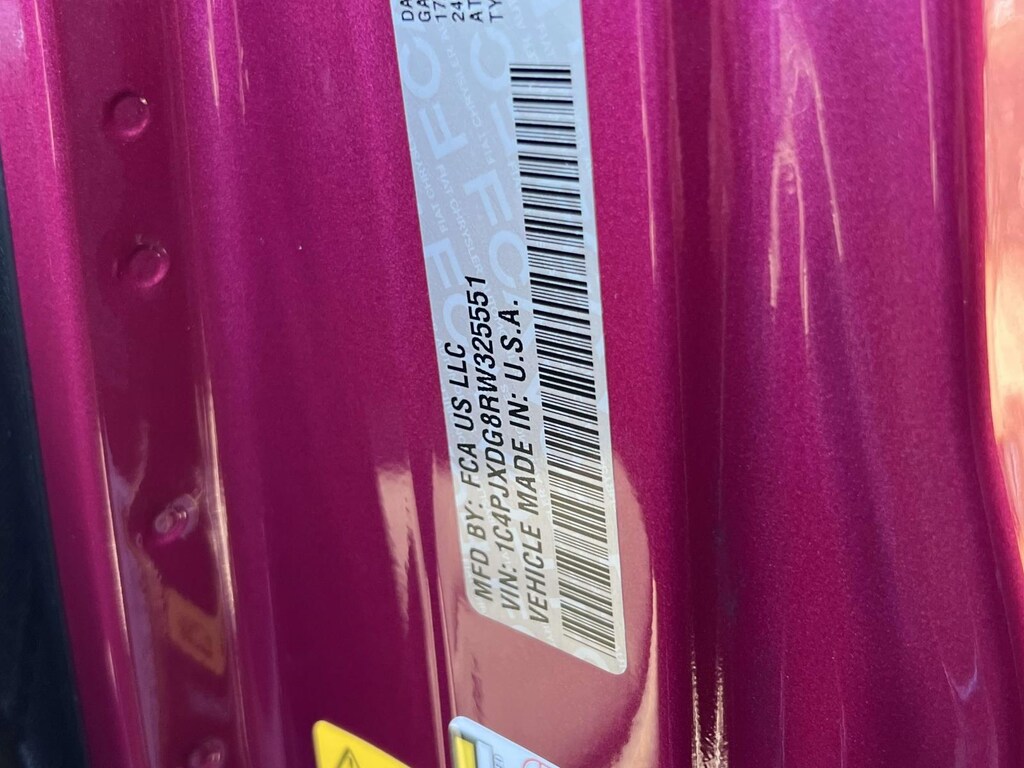 MFD BY: FCA US LLC
VIN: 1C4PJXDG8RW325551
VEHICLE MADE IN: U.S.A.